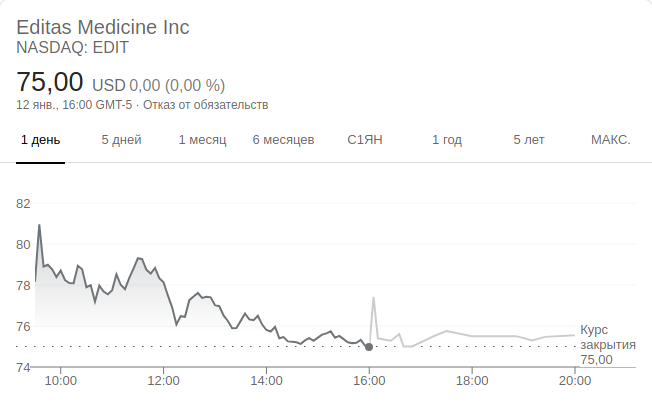 Editas Medicine Inc
NASDAQ: EDIT
75,00 USD 0,00 (0,00 %)
12 янв., 16:00 GMT-5 · Отказ от обязательств
1 день 5 дней 1 месяц 6 месяцев С1ЯН 1 год 5 лет МАКС.
82
80
78
76
Курс
закрытия
75,00
74
10:00 12:00 14:00 16:00 18:00 20:00